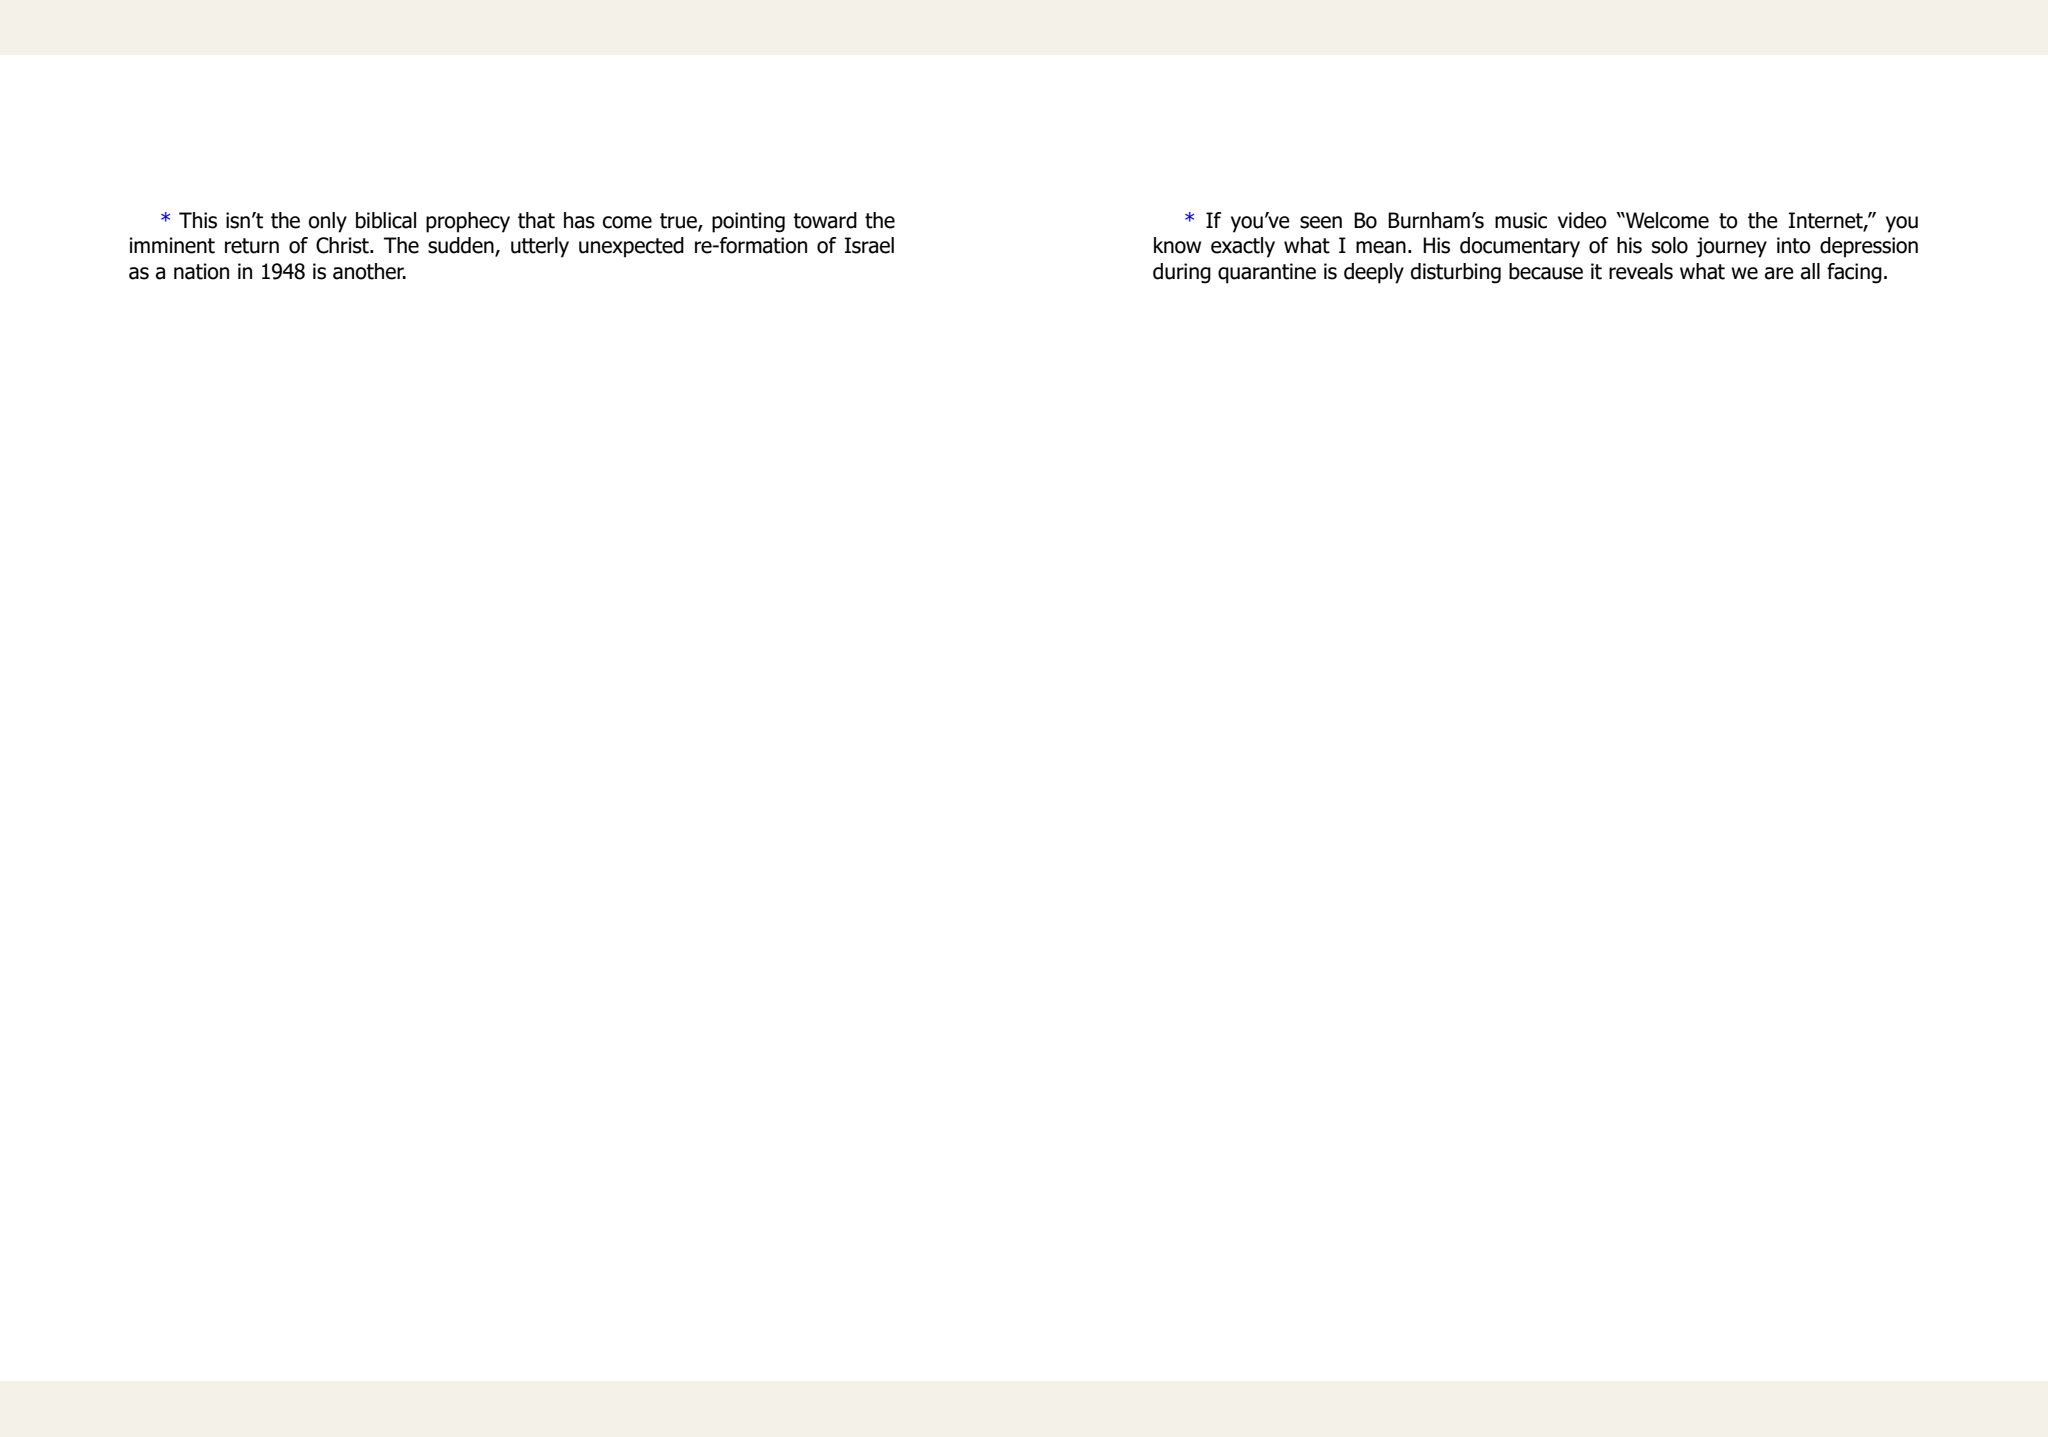 * This isn’t the only biblical prophecy that has come true, pointing toward the
imminent return of Christ. The sudden, utterly unexpected re-formation of Israel
as a nation in 1948 is another.
* If you’ve seen Bo Burnham’s music video “Welcome to the Internet,” you
know exactly what I mean. His documentary of his solo journey into depression
during quarantine is deeply disturbing because it reveals what we are all facing.